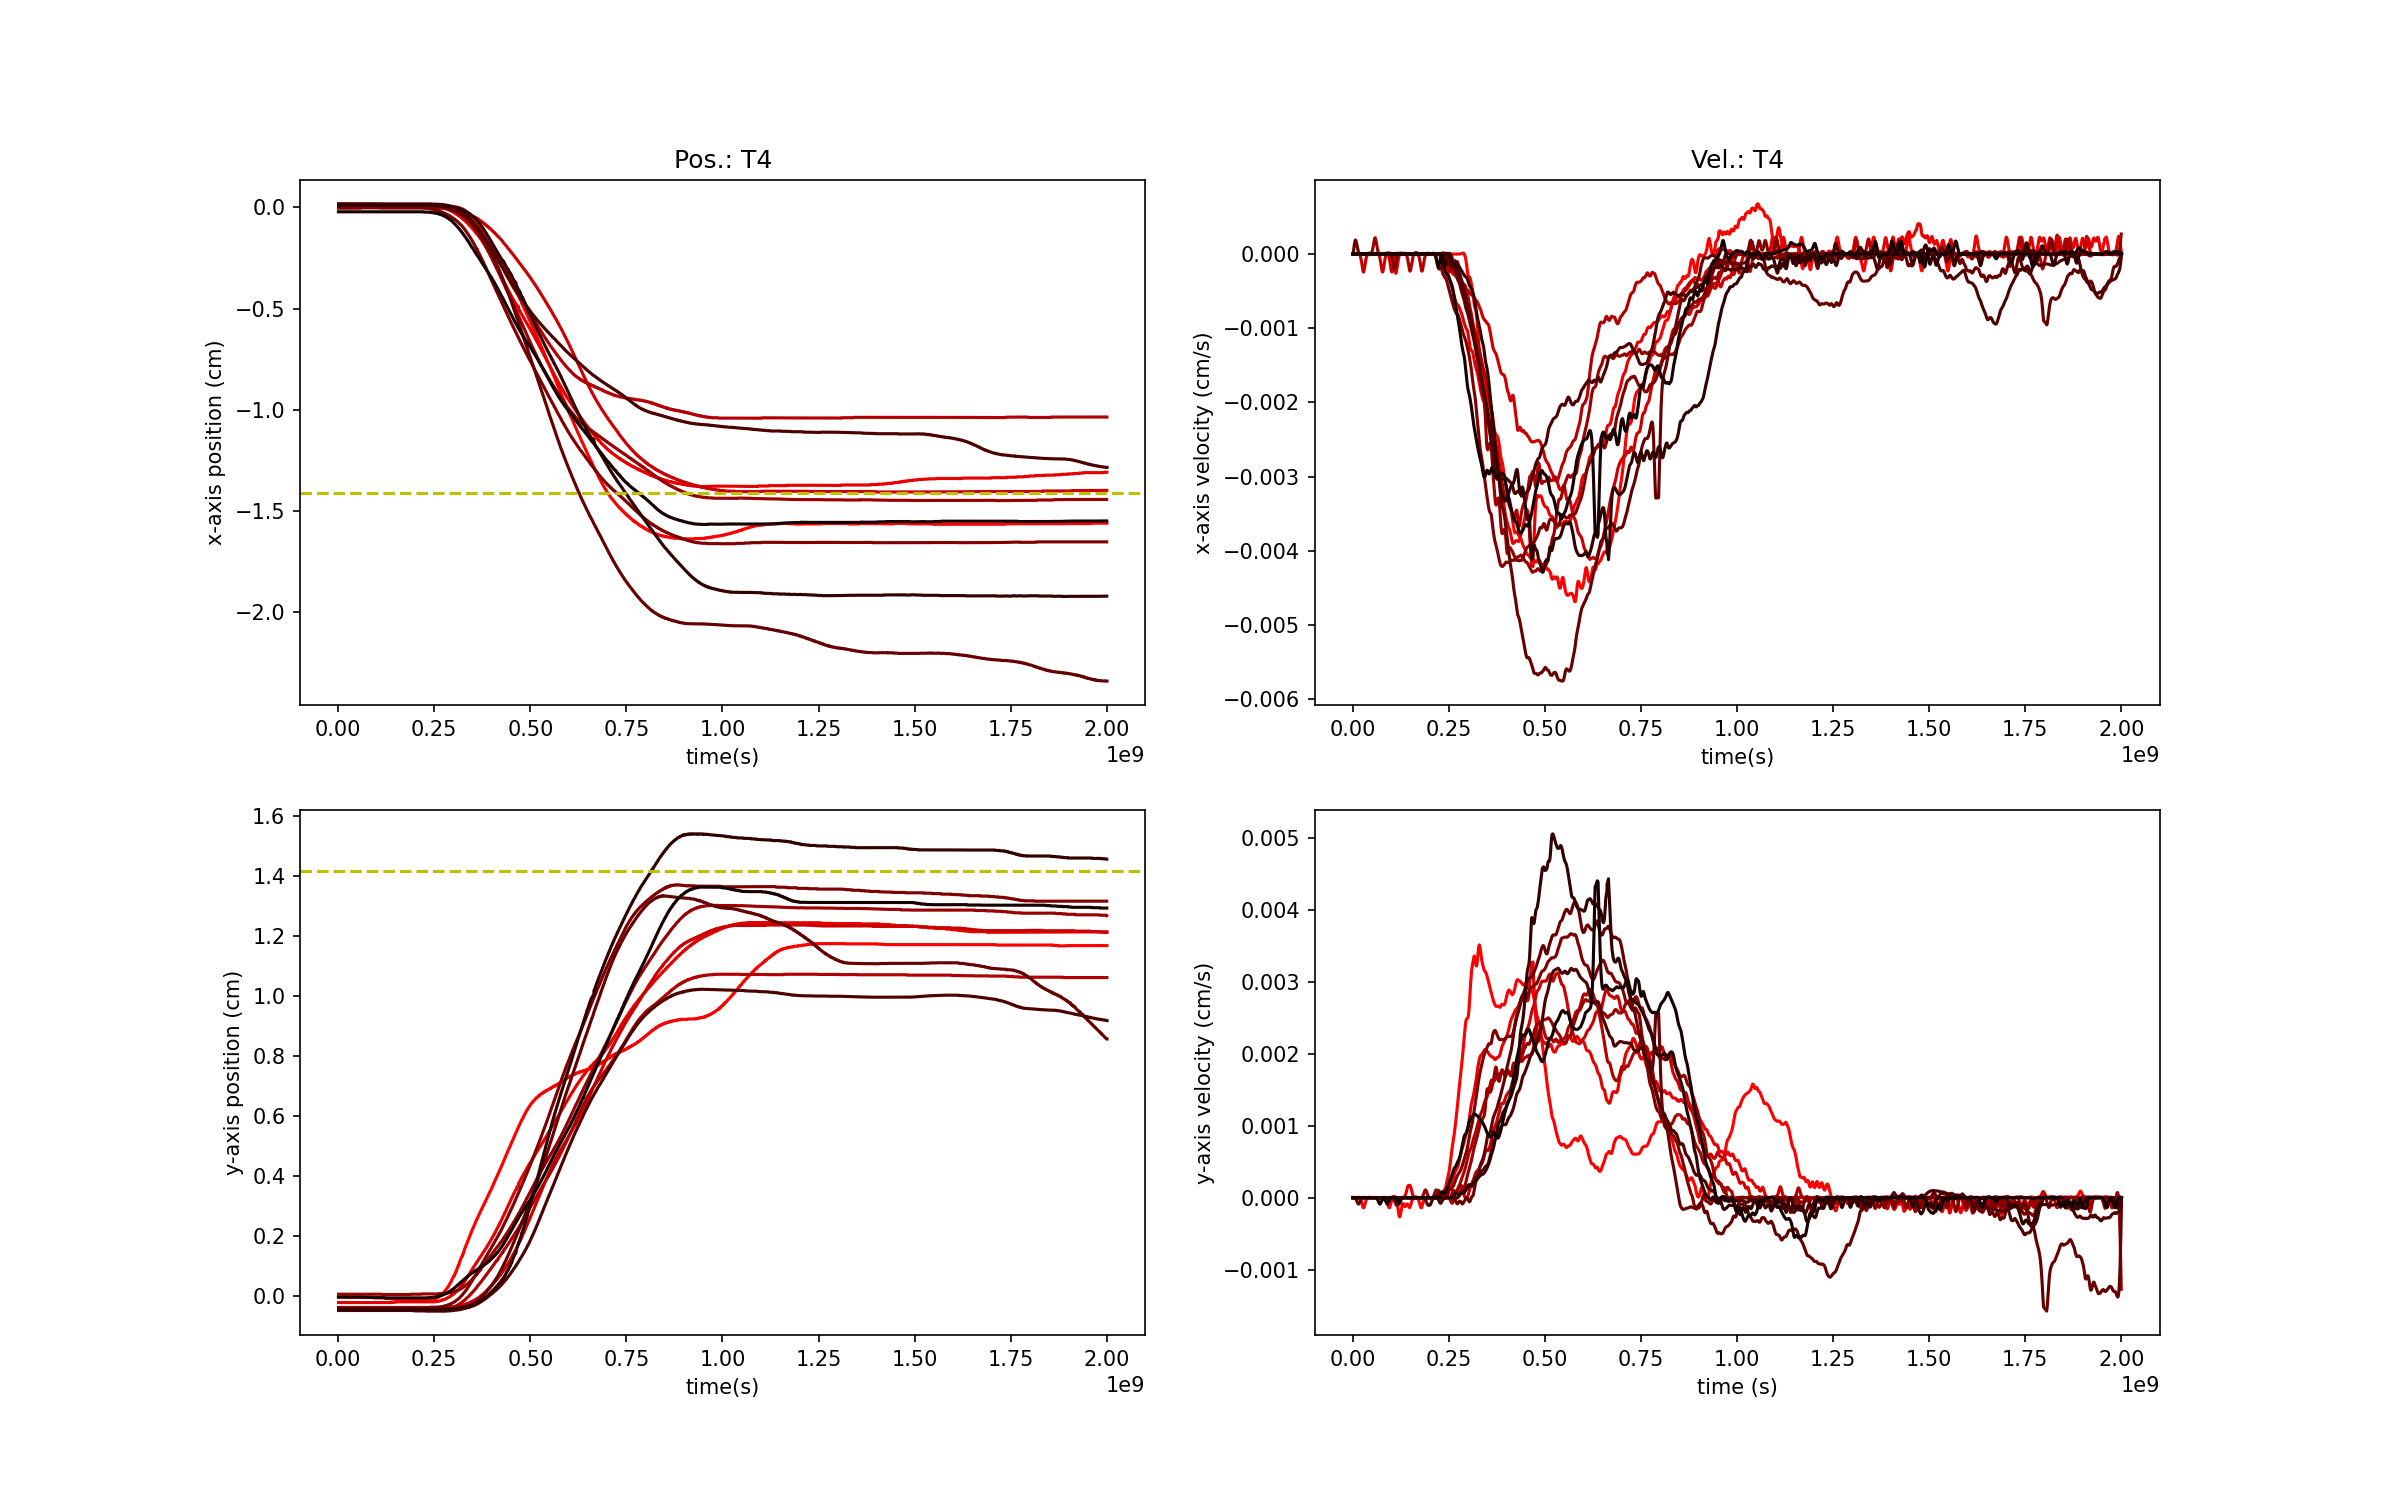 Pos.: T4
0.0
−0.5
−1.0
−1.5
−2.0
x-axis position (cm)
0.00 0.25 0.50 0.75 1.00 1.25 1.50 1.75 2.00
time(s)
1e9
Vel.: T4
0.000
−0.001
−0.002
−0.003
−0.004
−0.005
−0.006
x-axis velocity (cm/s)
0.00 0.25 0.50 0.75 1.00 1.25 1.50 1.75 2.00
time(s)
1e9
1.6
1.4
1.2
1.0
0.8
0.6
0.4
0.2
0.0
y-axis position (cm)
0.00 0.25 0.50 0.75 1.00 1.25 1.50 1.75 2.00
time(s)
1e9
0.005
0.004
0.003
0.002
0.001
0.000
−0.001
y-axis velocity (cm/s)
0.00 0.25 0.50 0.75 1.00 1.25 1.50 1.75 2.00
time (s)
1e9